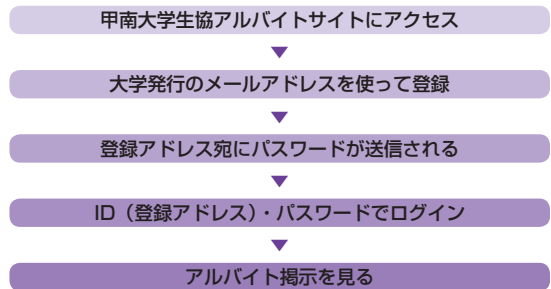 甲南大学生協アルバイトサイトにアクセス
大学発行のメールアドレスを使って登録
登録アドレス宛にパスワードが送信される
ID（登録アドレス）・パスワードでログイン
アルバイト掲示を見る